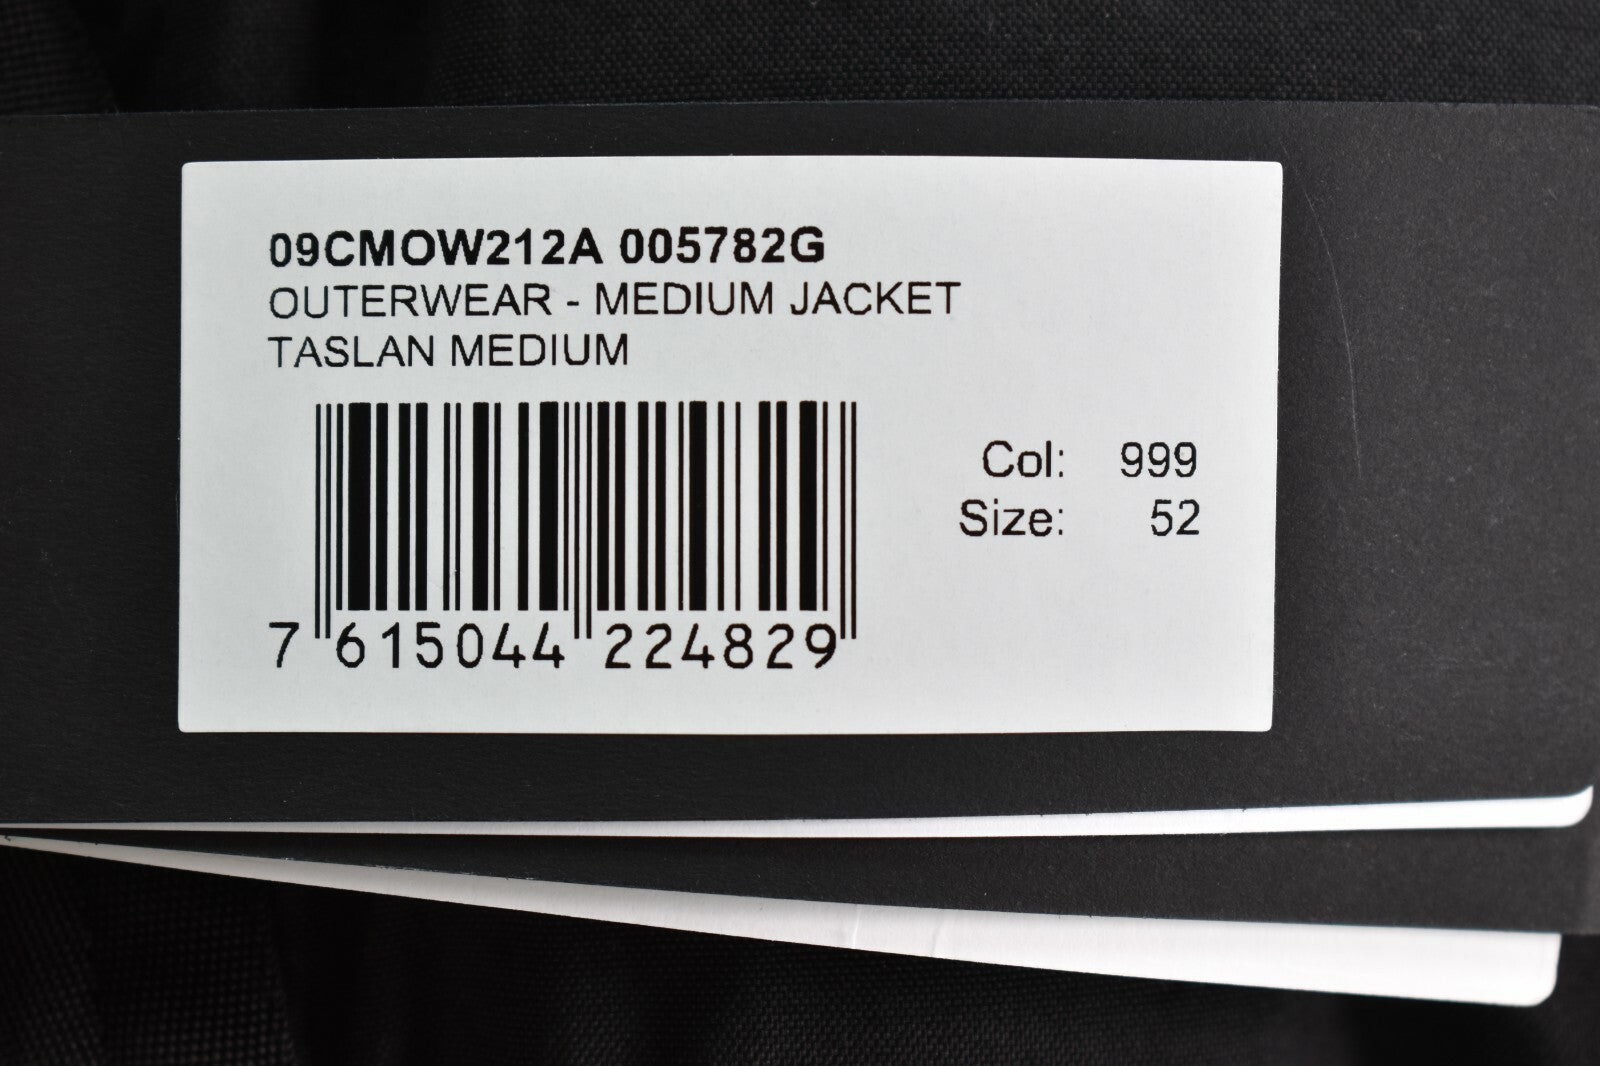 09CMOW212A 005782G
OUTERWEAR - MEDIUM JACKET
TASLAN MEDIUM
Col: 999
Size: 52
7 615044 224829